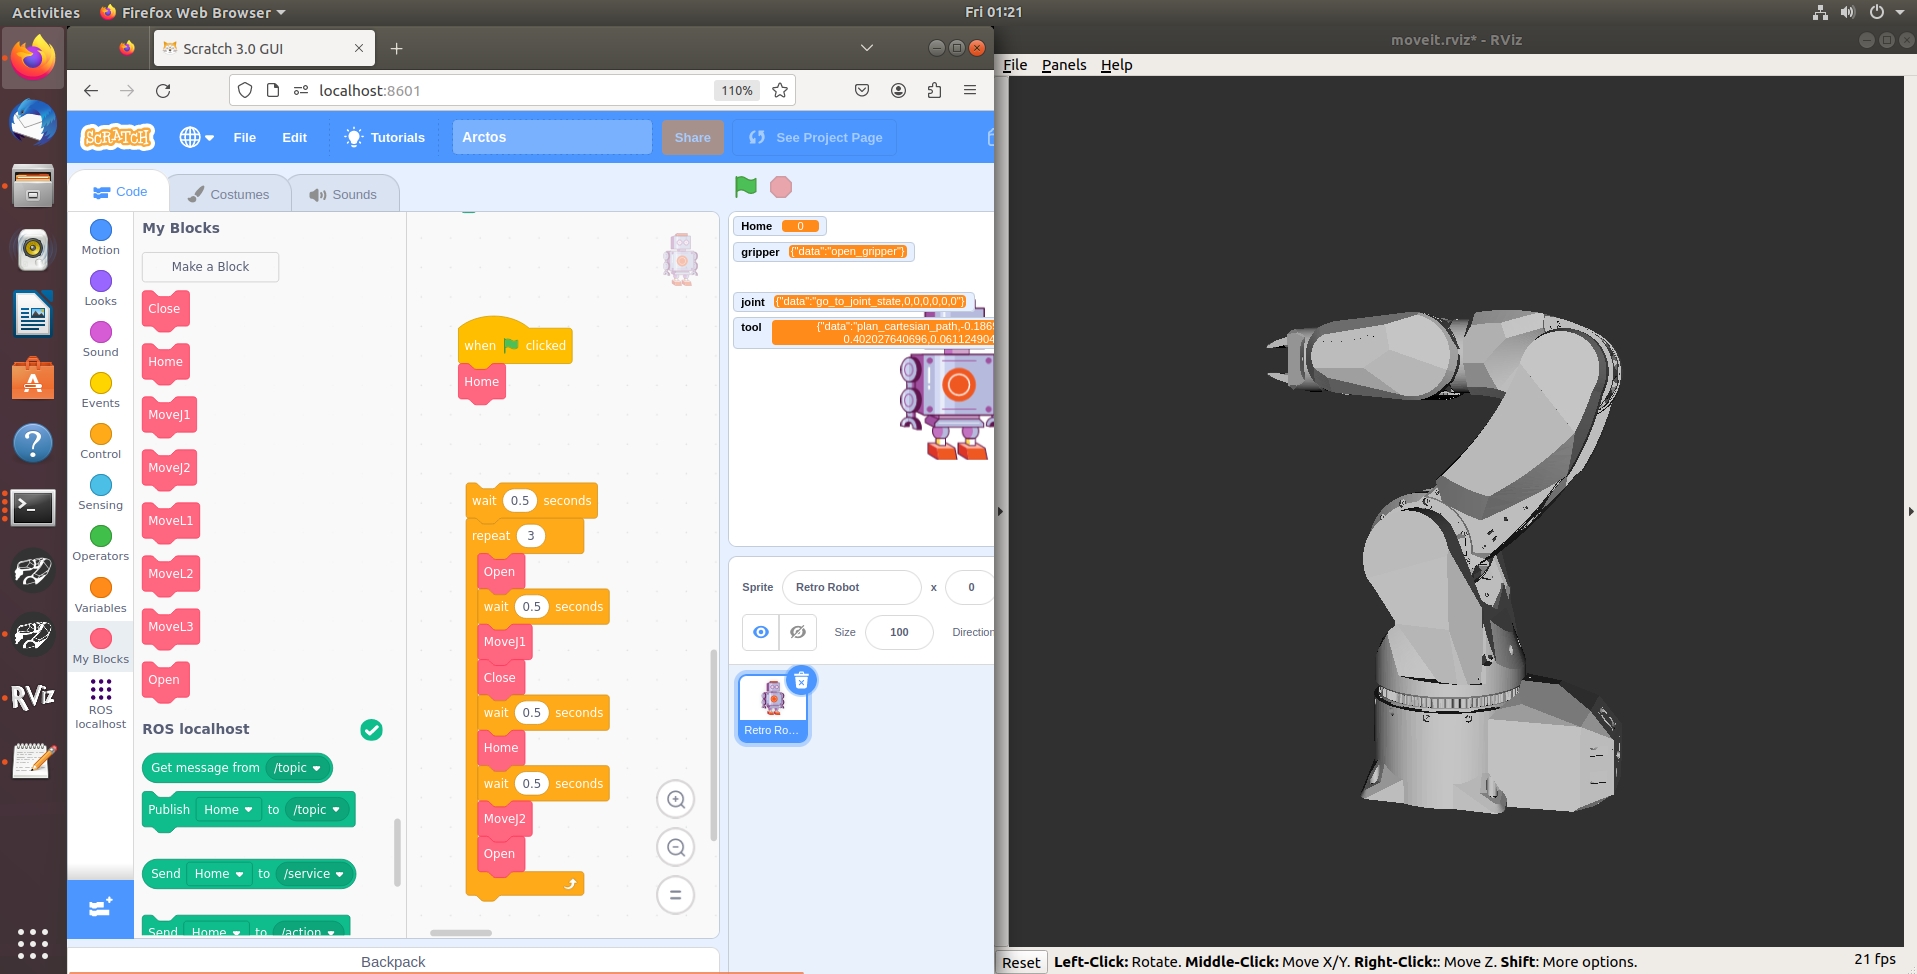 Activities
Firefox Web Browser
Fri 01:21
Scratch 3.0 GUI
moveit.rviz* - RViz
localhost:8601
110%
File Panels Help
SCRATCH
File
Edit
Tutorials
Arctos
Share
See Project Page
Code
Costumes
Sounds
Motion
Looks
Sound
Events
Control
Sensing
Operators
Variables
My Blocks
ROS
localhost
My Blocks
Make a Block
Close
Home
MoveJ1
MoveJ2
MoveL1
MoveL2
MoveL3
Open
ROS localhost
Get message from /topic
Publish Home to /topic
Send Home to /service
Send Home to /action
when clicked
Home
wait 0.5 seconds
repeat 3
Open
wait 0.5 seconds
MoveJ1
Close
wait 0.5 seconds
Home
wait 0.5 seconds
MoveJ2
Open
Home 0
gripper {"data":"open_gripper"}
joint {"data":"go_to_joint_state,0,0,0,0,0,0"}
tool {"data":"plan_cartesian_path,-0.186
0.402027640696,0.061124904
Sprite Retro Robot x 0
Size 100 Direction
Retro Ro...
RViz
Backpack
Reset Left-Click: Rotate. Middle-Click: Move X/Y. Right-Click:: Move Z. Shift: More options.
21 fps